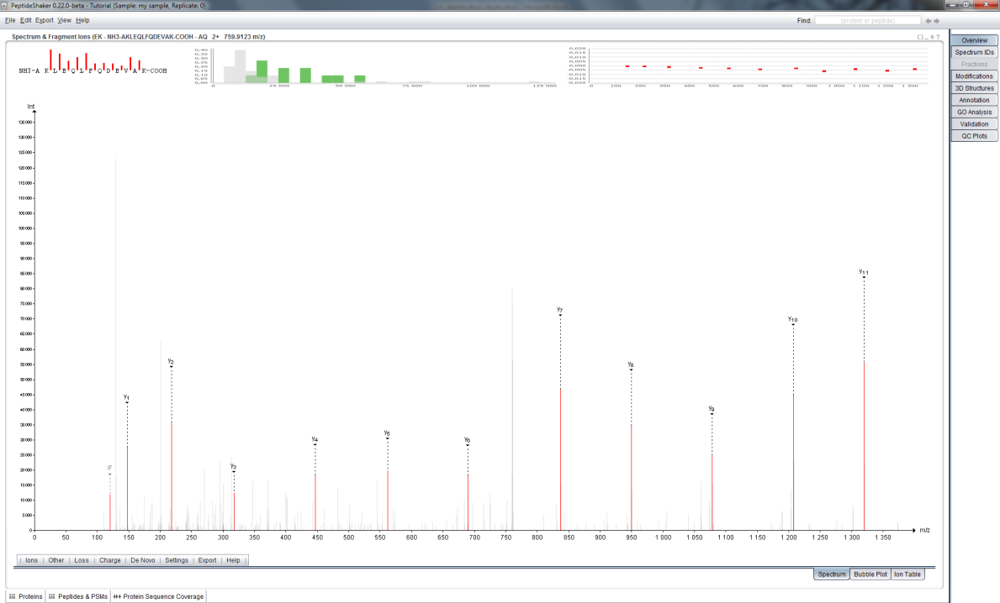 PeptideShaker 0.22.0-beta - Tutorial (Sample: my sample, Replicate: 0)
File Edit Export View Help
Find: (protein or peptide)
Spectrum & Fragment Ions (EK - NH3-AKLEQLFQDEVAK-COOH - AQ 2+ 759.9123 m/z)
Overview
Spectrum IDs
Fractions
Modifications
3D Structures
Annotation
GO Analysis
Validation
QC Plots
NH3-A K L E Q L F Q D E V A K-COOH
0,40
0,35
0,30
0,25
0,20
0,15
0,10
0,05
0,00
0 25 000 50 000 75 000 100 000 125 000
0,020
0,015
0,010
0,005
0,000
-0,005
-0,010
-0,015
-0,020
0 100 200 300 400 500 600 700 800 900 1 000 1 100 1 200 1 300
Int
135 000
130 000
125 000
120 000
115 000
110 000
105 000
100 000
95 000
90 000
85 000
80 000
75 000
70 000
65 000
60 000
55 000
50 000
45 000
40 000
35 000
30 000
25 000
20 000
15 000
10 000
5 000
0
IF y1 y2 y3 y4 y5 y6 y7 y8 y9 y10 y11
0 50 100 150 200 250 300 350 400 450 500 550 600 650 700 750 800 850 900 950 1 000 1 050 1 100 1 150 1 200 1 250 1 300 1 350 m/z
| Ions | Other | Loss | Charge | De Novo | Settings | Export | Help |
Spectrum Bubble Plot Ion Table
Proteins Peptides & PSMs Protein Sequence Coverage